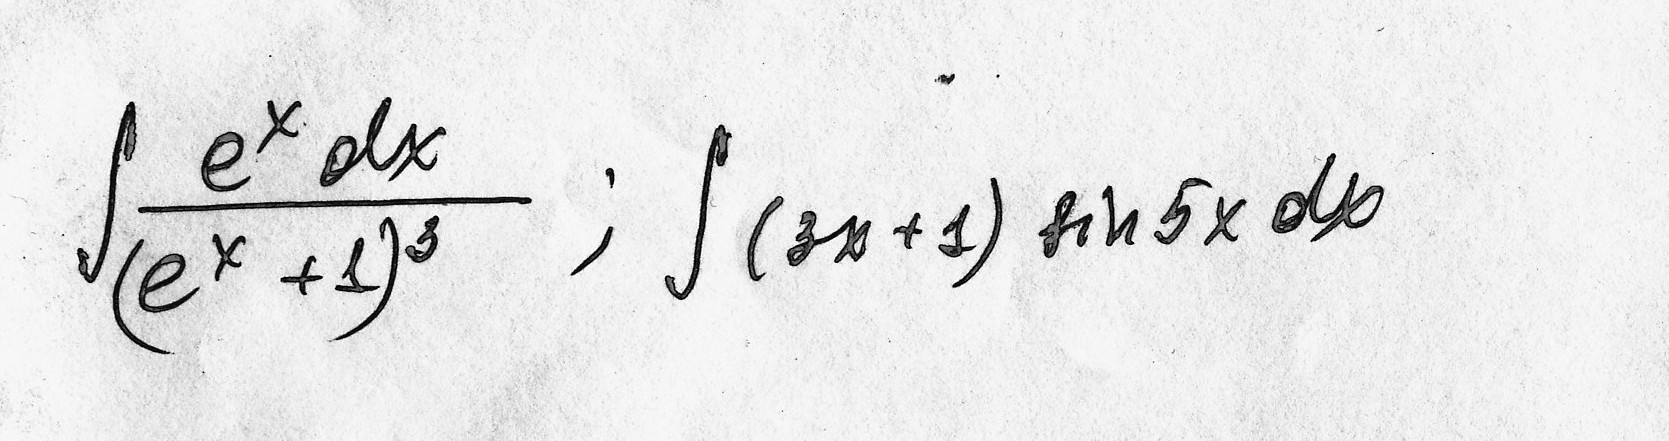 ∫ e^x dx / (e^x + 1)^3 ; ∫ (3x + 1) sin 5x dx